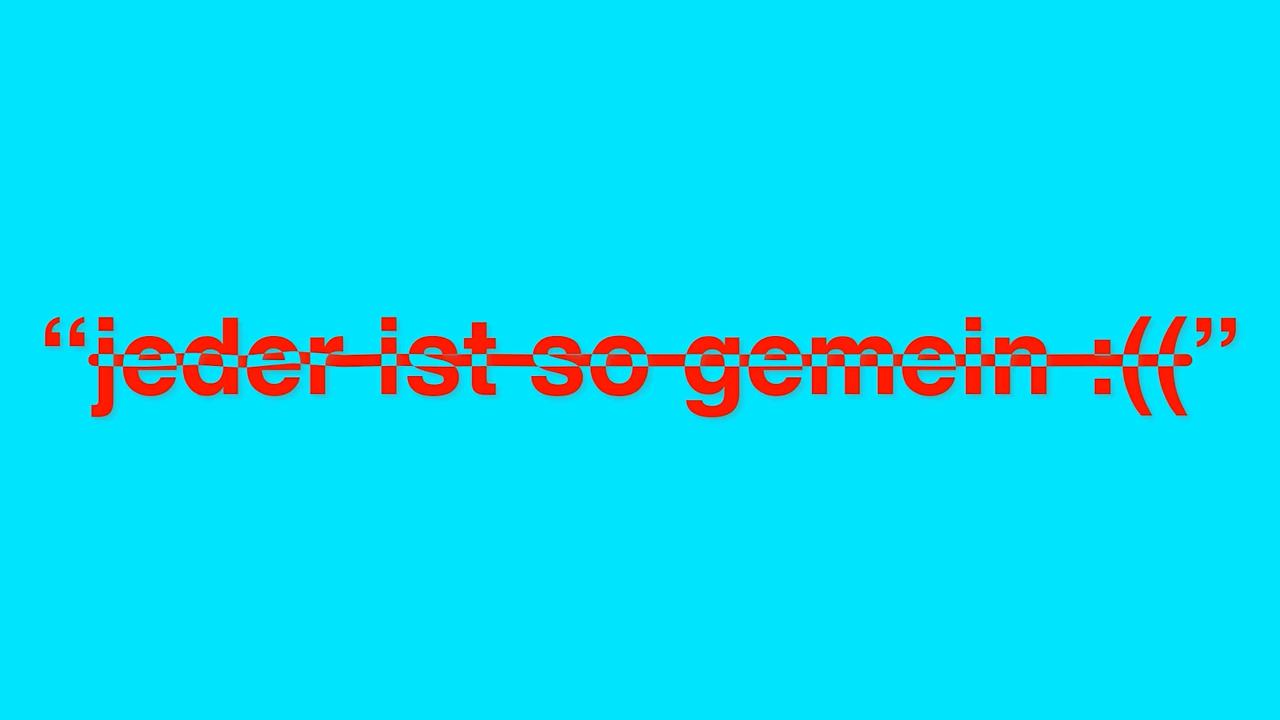 “jeder ist so gemein :((”